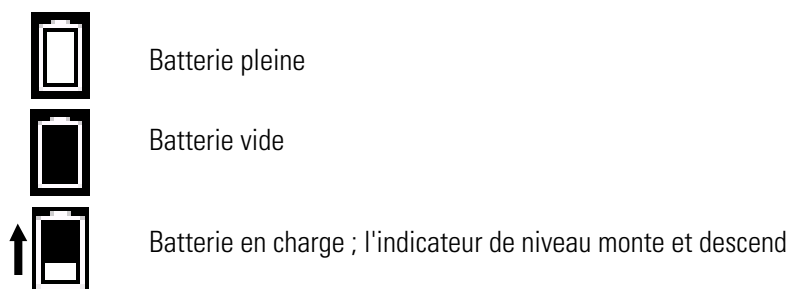 Batterie pleine
Batterie vide
Batterie en charge ; l'indicateur de niveau monte et descend